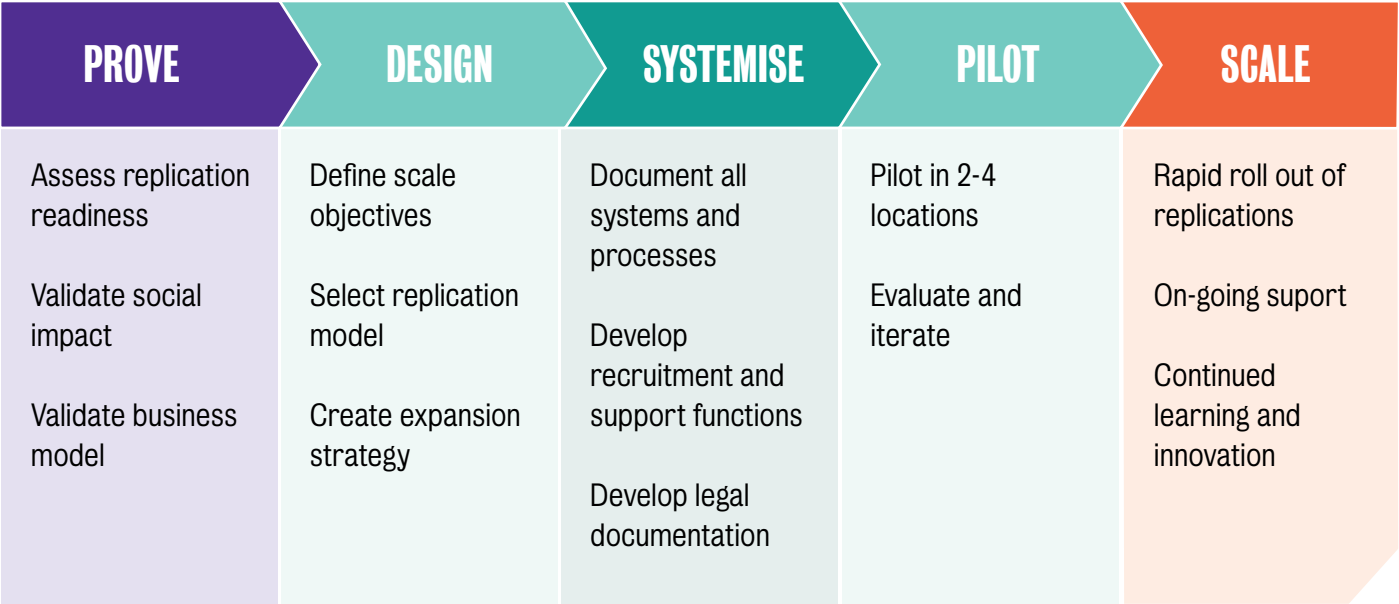 PROVE
Assess replication
readiness
Validate social
impact
Validate business
model
DESIGN
Define scale
objectives
Select replication
model
Create expansion
strategy
SYSTEMISE
Document all
systems and
processes
Develop
recruitment and
support functions
Develop legal
documentation
PILOT
Pilot in 2-4
locations
Evaluate and
iterate
SCALE
Rapid roll out of
replications
On-going suport
Continued
learning and
innovation